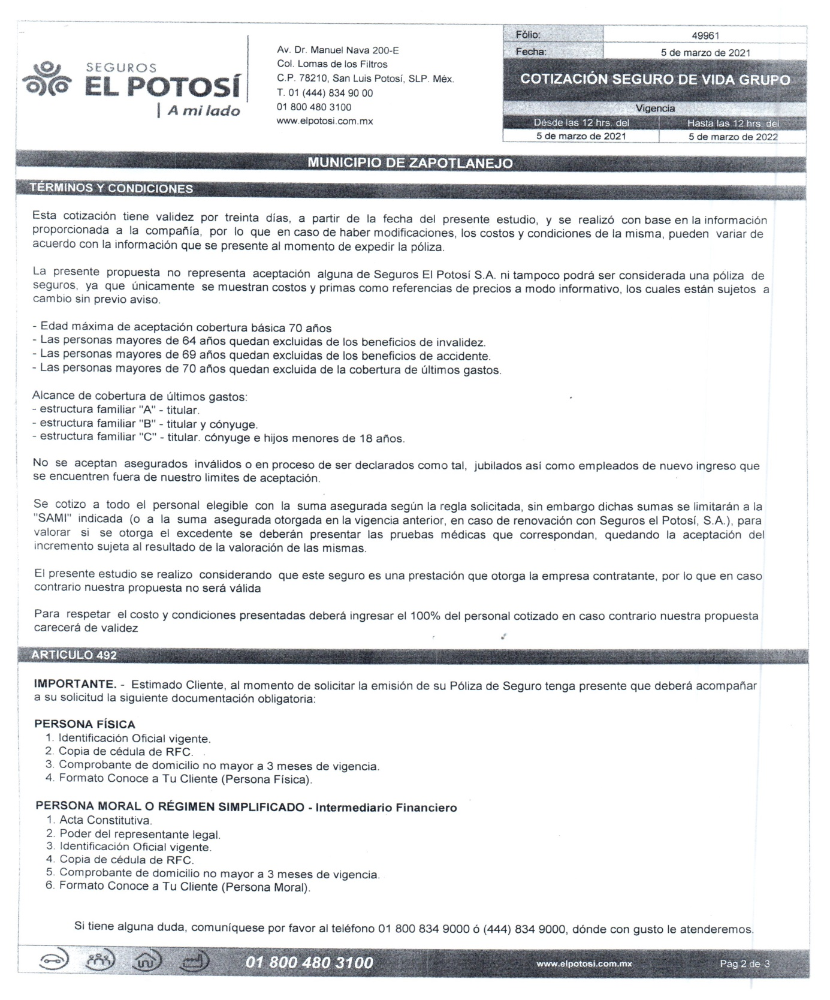 SEGUROS
EL POTOSÍ
A mi lado
Av. Dr. Manuel Nava 200-E
Col. Lomas de los Filtros
C.P. 78210, San Luis Potosí, SLP. Méx.
T. 01 (444) 834 90 00
01 800 480 3100
www.elpotosi.com.mx
Fólio: 49961
Fecha: 5 de marzo de 2021
COTIZACIÓN SEGURO DE VIDA GRUPO
Vigencia
Désde las 12 hrs. del Hasta las 12 hrs. del
5 de marzo de 2021 5 de marzo de 2022
MUNICIPIO DE ZAPOTLANEJO
TÉRMINOS Y CONDICIONES
Esta cotización tiene validez por treinta días, a partir de la fecha del presente estudio, y se realizó con base en la información
proporcionada a la compañía, por lo que en caso de haber modificaciones, los costos y condiciones de la misma, pueden variar de
acuerdo con la información que se presente al momento de expedir la póliza.
La presente propuesta no representa aceptación alguna de Seguros El Potosí S.A. ni tampoco podrá ser considerada una póliza de
seguros, ya que únicamente se muestran costos y primas como referencias de precios a modo informativo, los cuales están sujetos a
cambio sin previo aviso.
- Edad máxima de aceptación cobertura básica 70 años
- Las personas mayores de 64 años quedan excluidas de los beneficios de invalidez.
- Las personas mayores de 69 años quedan excluidas de los beneficios de accidente.
- Las personas mayores de 70 años quedan excluida de la cobertura de últimos gastos.
Alcance de cobertura de últimos gastos:
- estructura familiar "A" - titular.
- estructura familiar "B" - titular y cónyuge.
- estructura familiar "C" - titular. cónyuge e hijos menores de 18 años.
No se aceptan asegurados inválidos o en proceso de ser declarados como tal, jubilados así como empleados de nuevo ingreso que
se encuentren fuera de nuestro limites de aceptación.
Se cotizo a todo el personal elegible con la suma asegurada según la regla solicitada, sin embargo dichas sumas se limitarán a la
"SAMI" indicada (o a la suma asegurada otorgada en la vigencia anterior, en caso de renovación con Seguros el Potosí, S.A.), para
valorar si se otorga el excedente se deberán presentar las pruebas médicas que correspondan, quedando la aceptación del
incremento sujeta al resultado de la valoración de las mismas.
El presente estudio se realizo considerando que este seguro es una prestación que otorga la empresa contratante, por lo que en caso
contrario nuestra propuesta no será válida
Para respetar el costo y condiciones presentadas deberá ingresar el 100% del personal cotizado en caso contrario nuestra propuesta
carecerá de validez
ARTICULO 492
IMPORTANTE. - Estimado Cliente, al momento de solicitar la emisión de su Póliza de Seguro tenga presente que deberá acompañar
a su solicitud la siguiente documentación obligatoria:
PERSONA FÍSICA
1. Identificación Oficial vigente.
2. Copia de cédula de RFC.
3. Comprobante de domicilio no mayor a 3 meses de vigencia.
4. Formato Conoce a Tu Cliente (Persona Física).
PERSONA MORAL O RÉGIMEN SIMPLIFICADO - Intermediario Financiero
1. Acta Constitutiva.
2. Poder del representante legal.
3. Identificación Oficial vigente.
4. Copia de cédula de RFC.
5. Comprobante de domicilio no mayor a 3 meses de vigencia.
6. Formato Conoce a Tu Cliente (Persona Moral).
Si tiene alguna duda, comuníquese por favor al teléfono 01 800 834 9000 ó (444) 834 9000, dónde con gusto le atenderemos.
01 800 480 3100 www.elpotosi.com.mx Pág 2 de 3